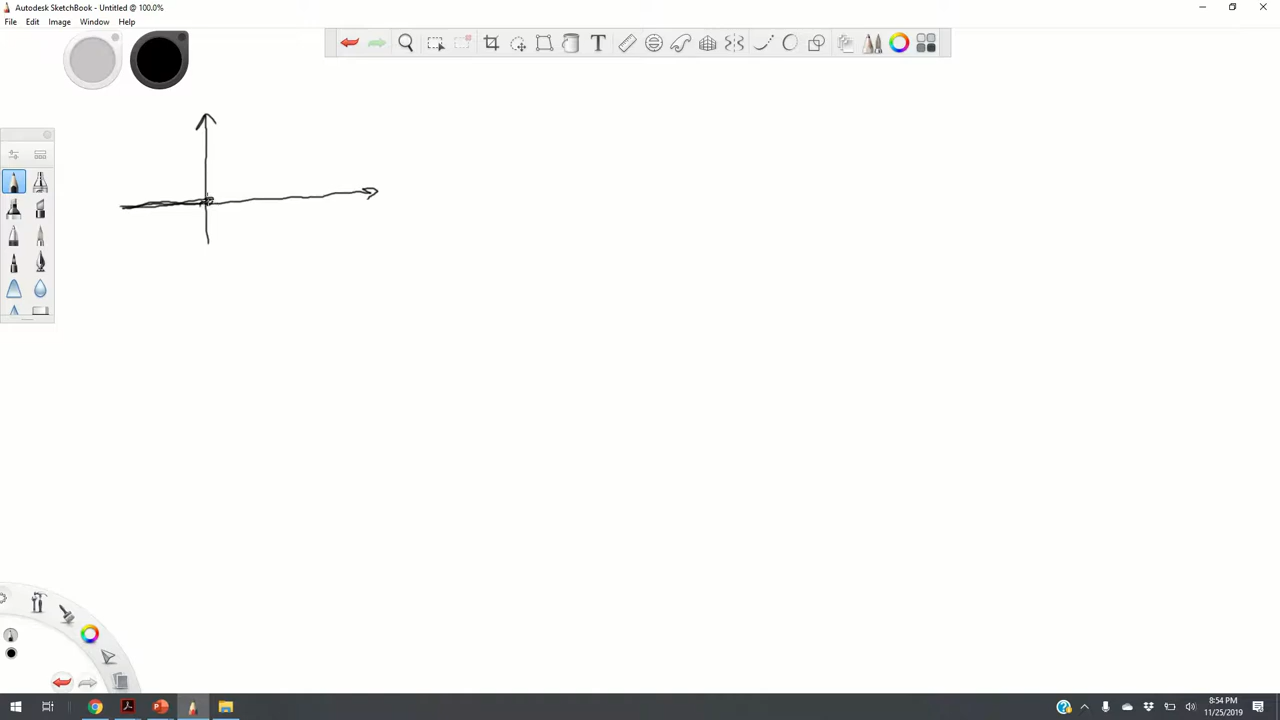 Autodesk SketchBook - Untitled @ 100.0%
File Edit Image Window Help
T
8:54 PM
11/25/2019